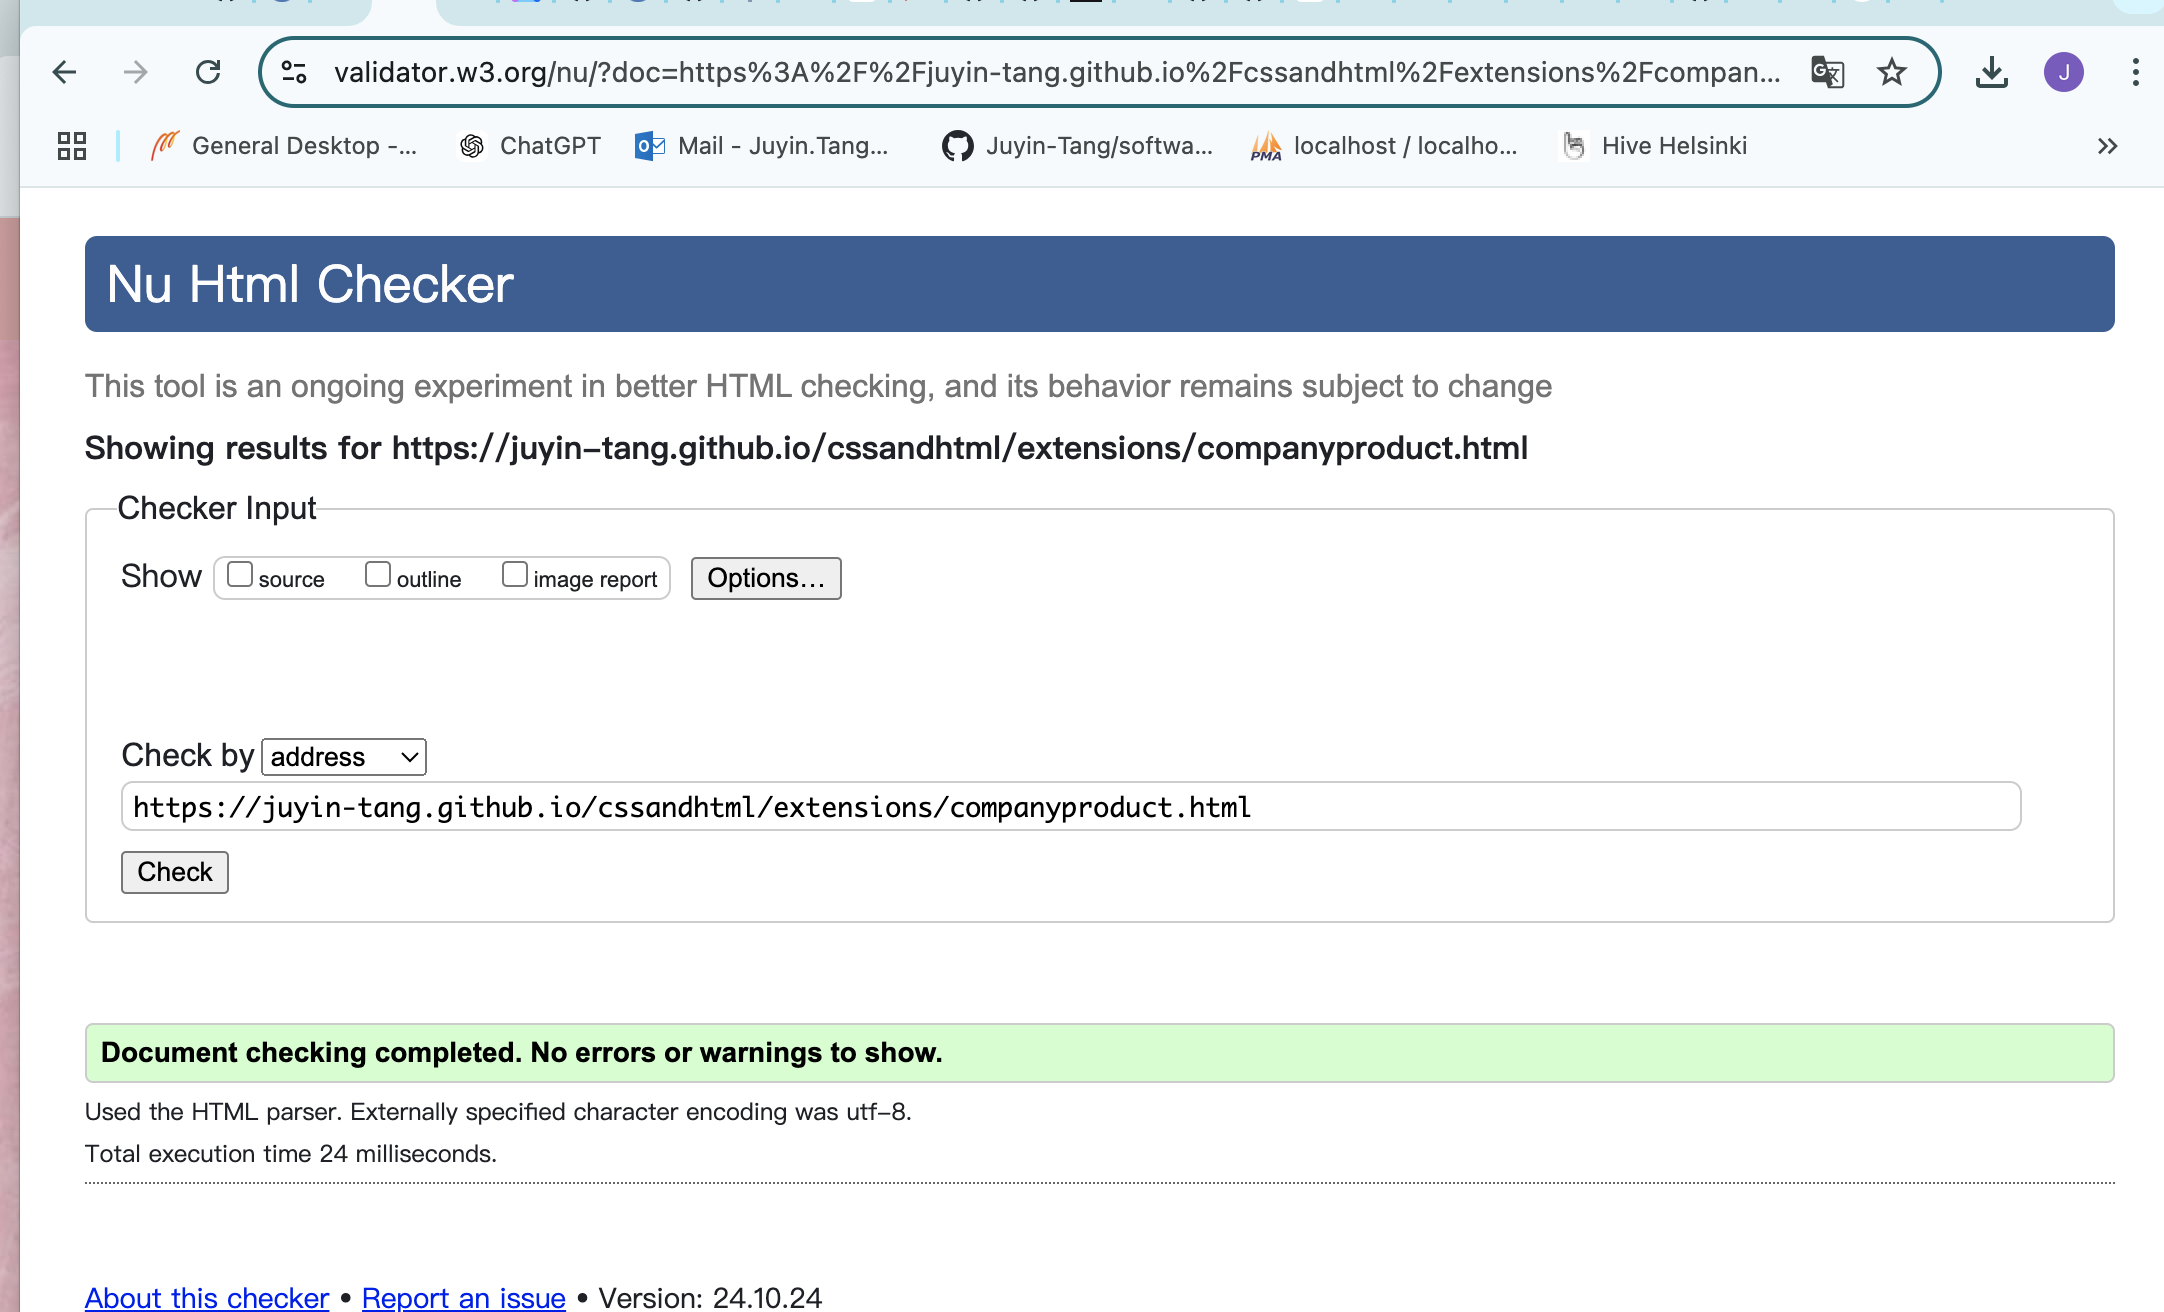 validator.w3.org/nu/?doc=https%3A%2F%2Fjuyin-tang.github.io%2Fcssandhtml%2Fextensions%2Fcompan...
J
General Desktop -...
ChatGPT
Mail - Juyin.Tang...
Juyin-Tang/softwa...
PMA
localhost / localho...
Hive Helsinki
Nu Html Checker
This tool is an ongoing experiment in better HTML checking, and its behavior remains subject to change
Showing results for https://juyin-tang.github.io/cssandhtml/extensions/companyproduct.html
Checker Input
Show source outline image report Options...
Check by address
https://juyin-tang.github.io/cssandhtml/extensions/companyproduct.html
Check
Document checking completed. No errors or warnings to show.
Used the HTML parser. Externally specified character encoding was utf-8.
Total execution time 24 milliseconds.
About this checker • Report an issue • Version: 24.10.24